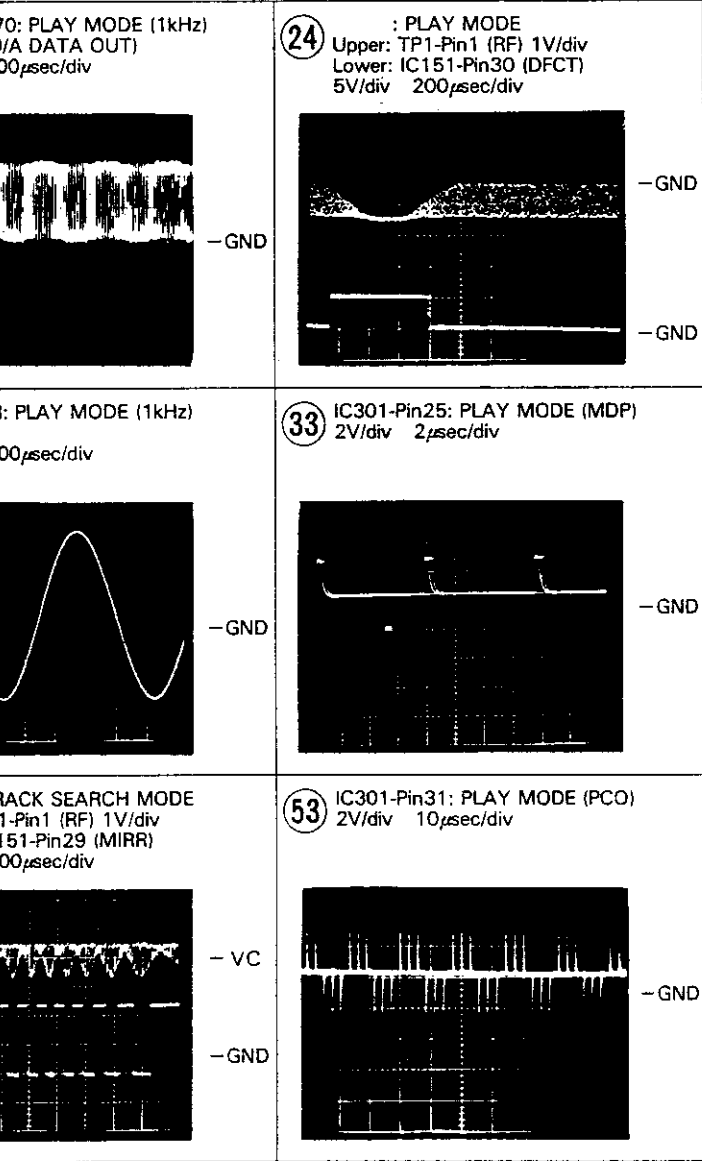 70: PLAY MODE (1kHz)
/A DATA OUT)
00μsec/div
-GND
24
: PLAY MODE
Upper: TP1-Pin1 (RF) 1V/div
Lower: IC151-Pin30 (DFCT)
5V/div 200μsec/div
-GND
-GND
: PLAY MODE (1kHz)
00μsec/div
-GND
33
IC301-Pin25: PLAY MODE (MDP)
2V/div 2μsec/div
-GND
RACK SEARCH MODE
1-Pin1 (RF) 1V/div
151-Pin29 (MIRR)
00μsec/div
- VC
-GND
53
IC301-Pin31: PLAY MODE (PCO)
2V/div 10μsec/div
-GND